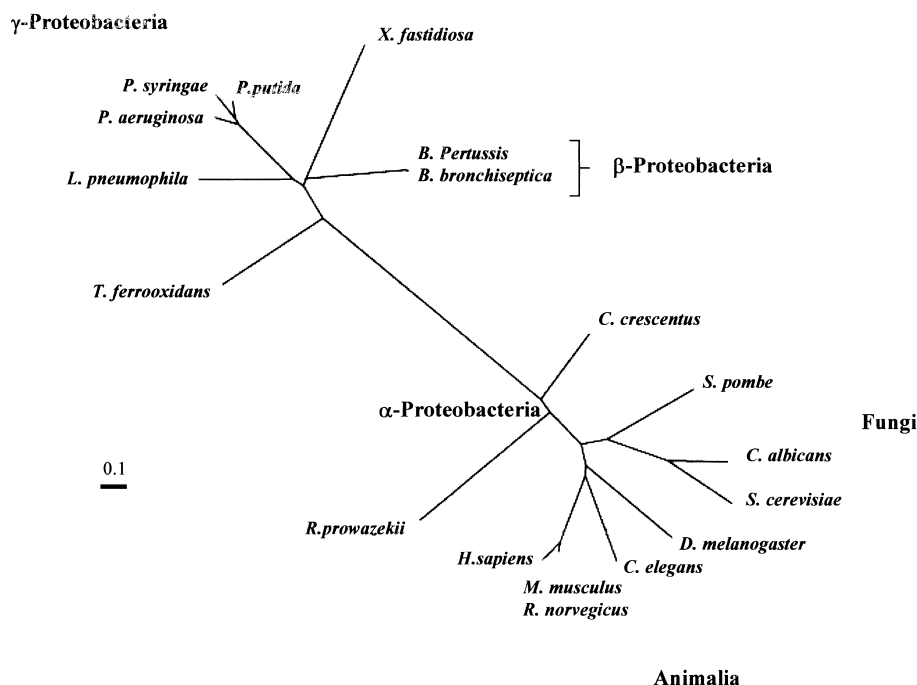 γ-Proteobacteria
X. fastidiosa
P. syringae
P.putida
P. aeruginosa
B. Pertussis
B. bronchiseptica
β-Proteobacteria
L. pneumophila
T. ferrooxidans
C. crescentus
S. pombe
α-Proteobacteria
Fungi
C. albicans
0.1
S. cerevisiae
R.prowazekii
D. melanogaster
H.sapiens
C. elegans
M. musculus
R. norvegicus
Animalia